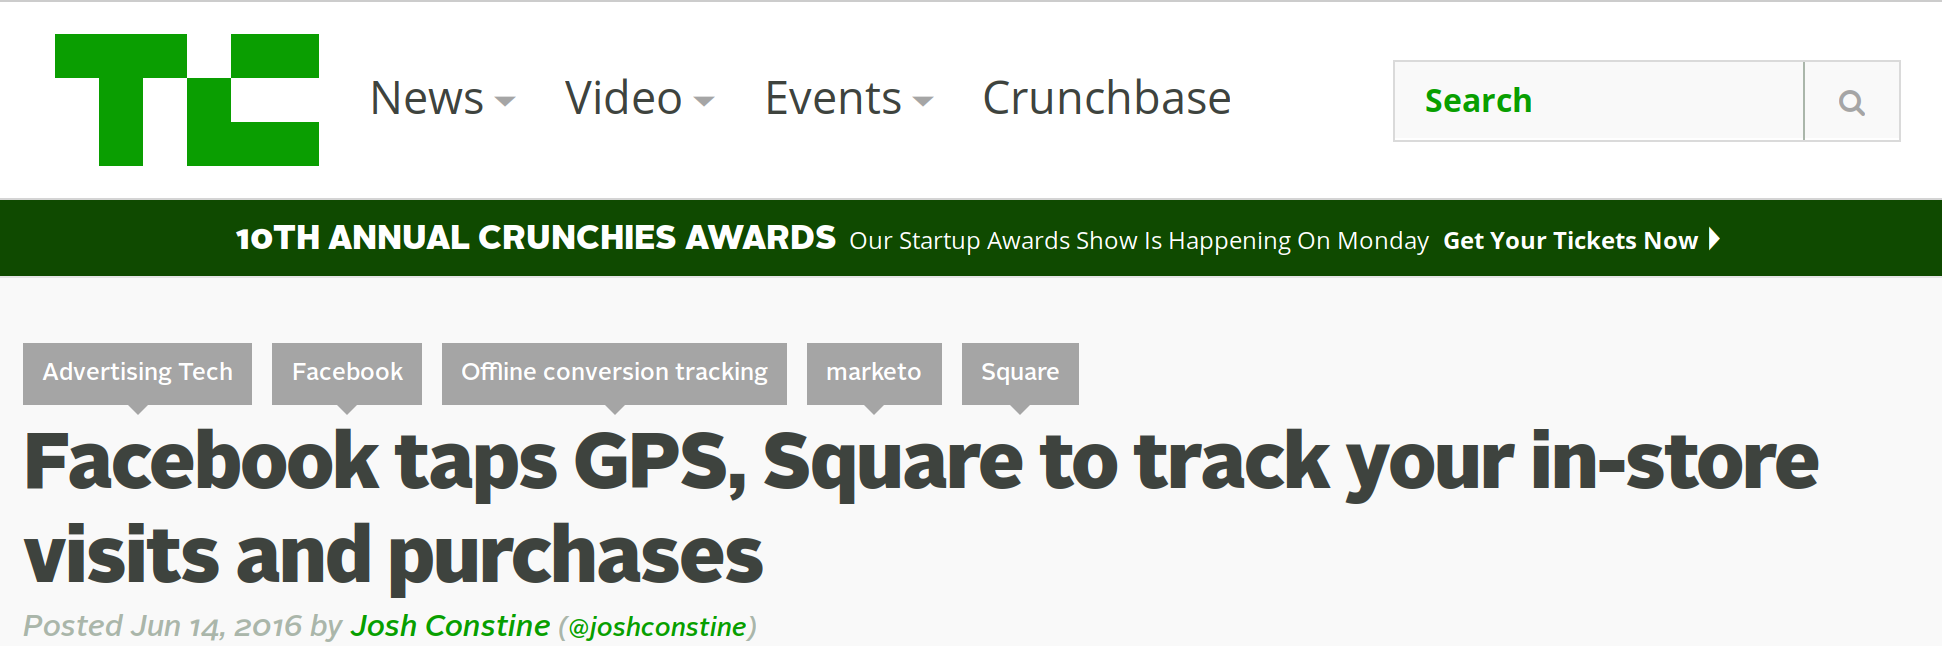 TC
News Video Events Crunchbase Search
10TH ANNUAL CRUNCHIES AWARDS Our Startup Awards Show Is Happening On Monday Get Your Tickets Now
Advertising Tech Facebook Offline conversion tracking marketo Square
Facebook taps GPS, Square to track your in-store
visits and purchases
Posted Jun 14, 2016 by Josh Constine (@joshconstine)